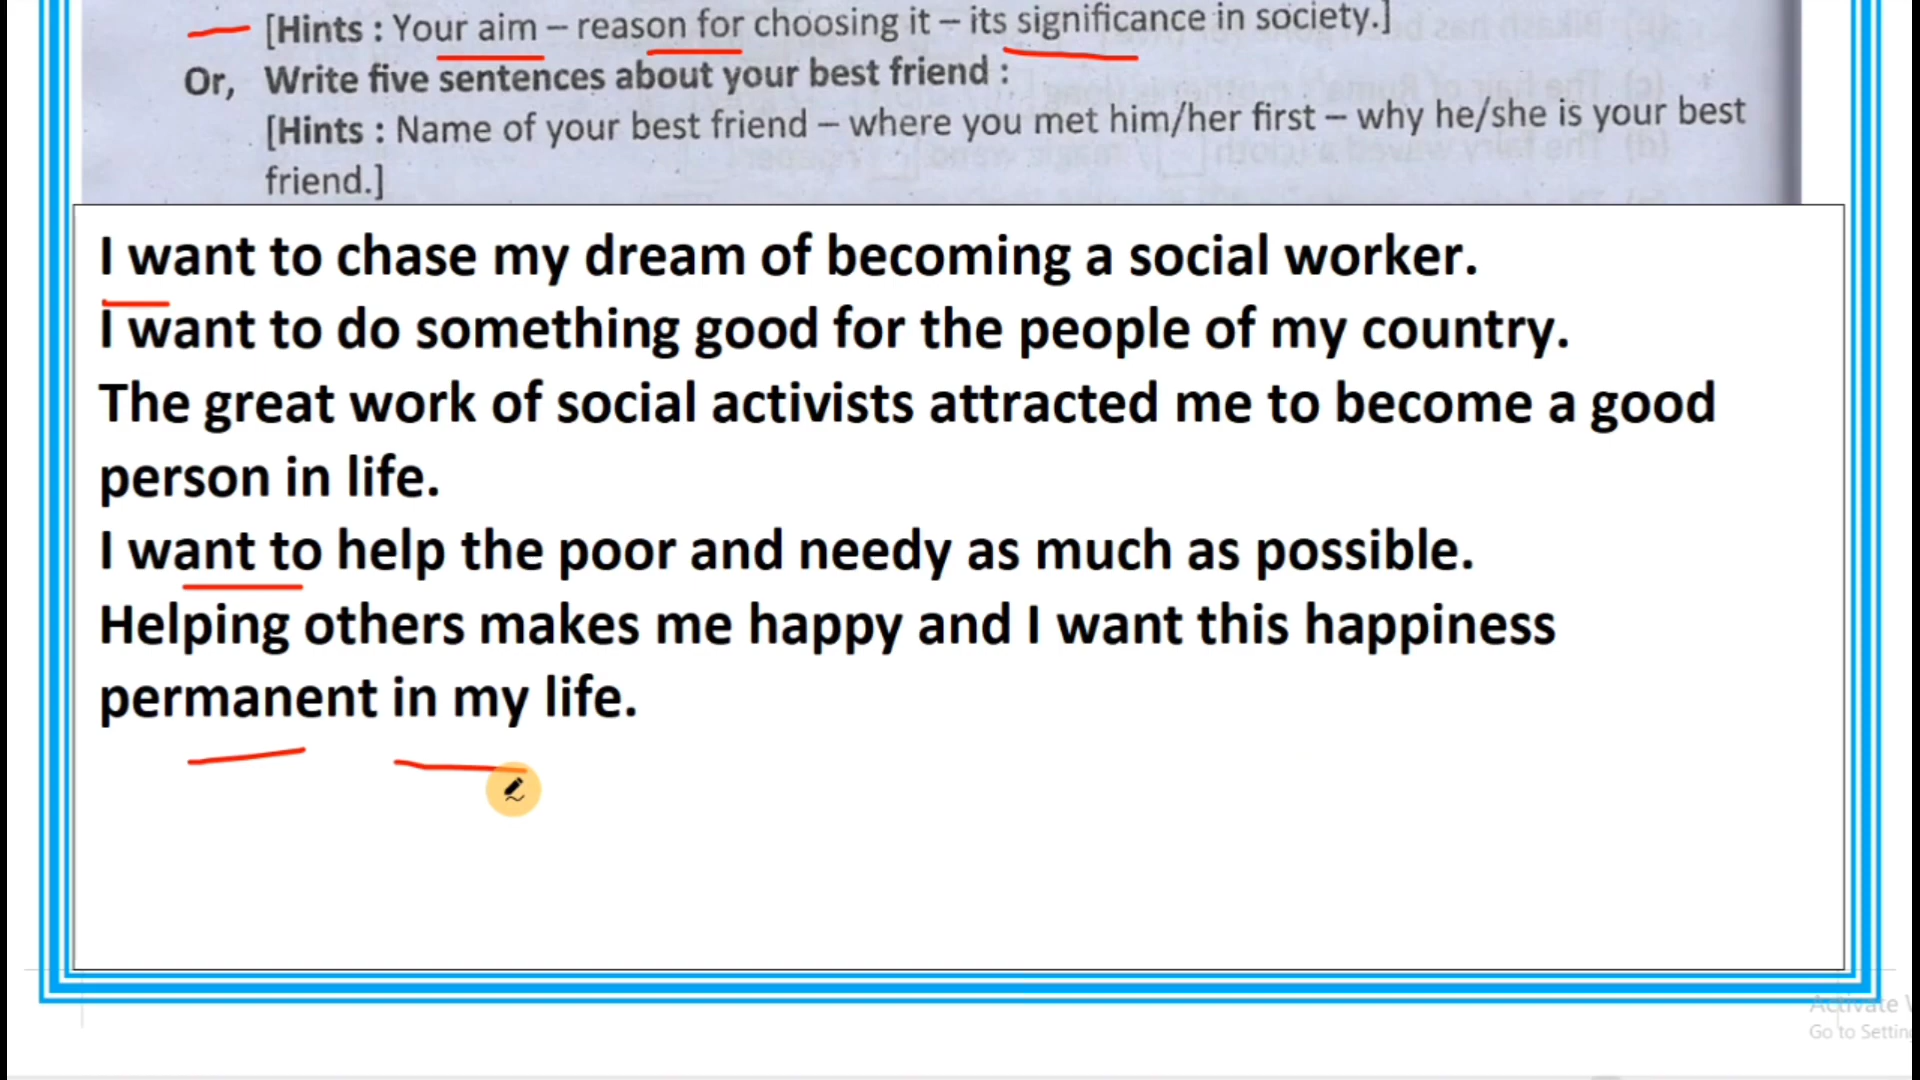 [Hints : Your aim – reason for choosing it – its significance in society.]
Or, Write five sentences about your best friend :
[Hints : Name of your best friend – where you met him/her first – why he/she is your best
friend.]
I want to chase my dream of becoming a social worker.
I want to do something good for the people of my country.
The great work of social activists attracted me to become a good
person in life.
I want to help the poor and needy as much as possible.
Helping others makes me happy and I want this happiness
permanent in my life.
Activate
Go to Setting